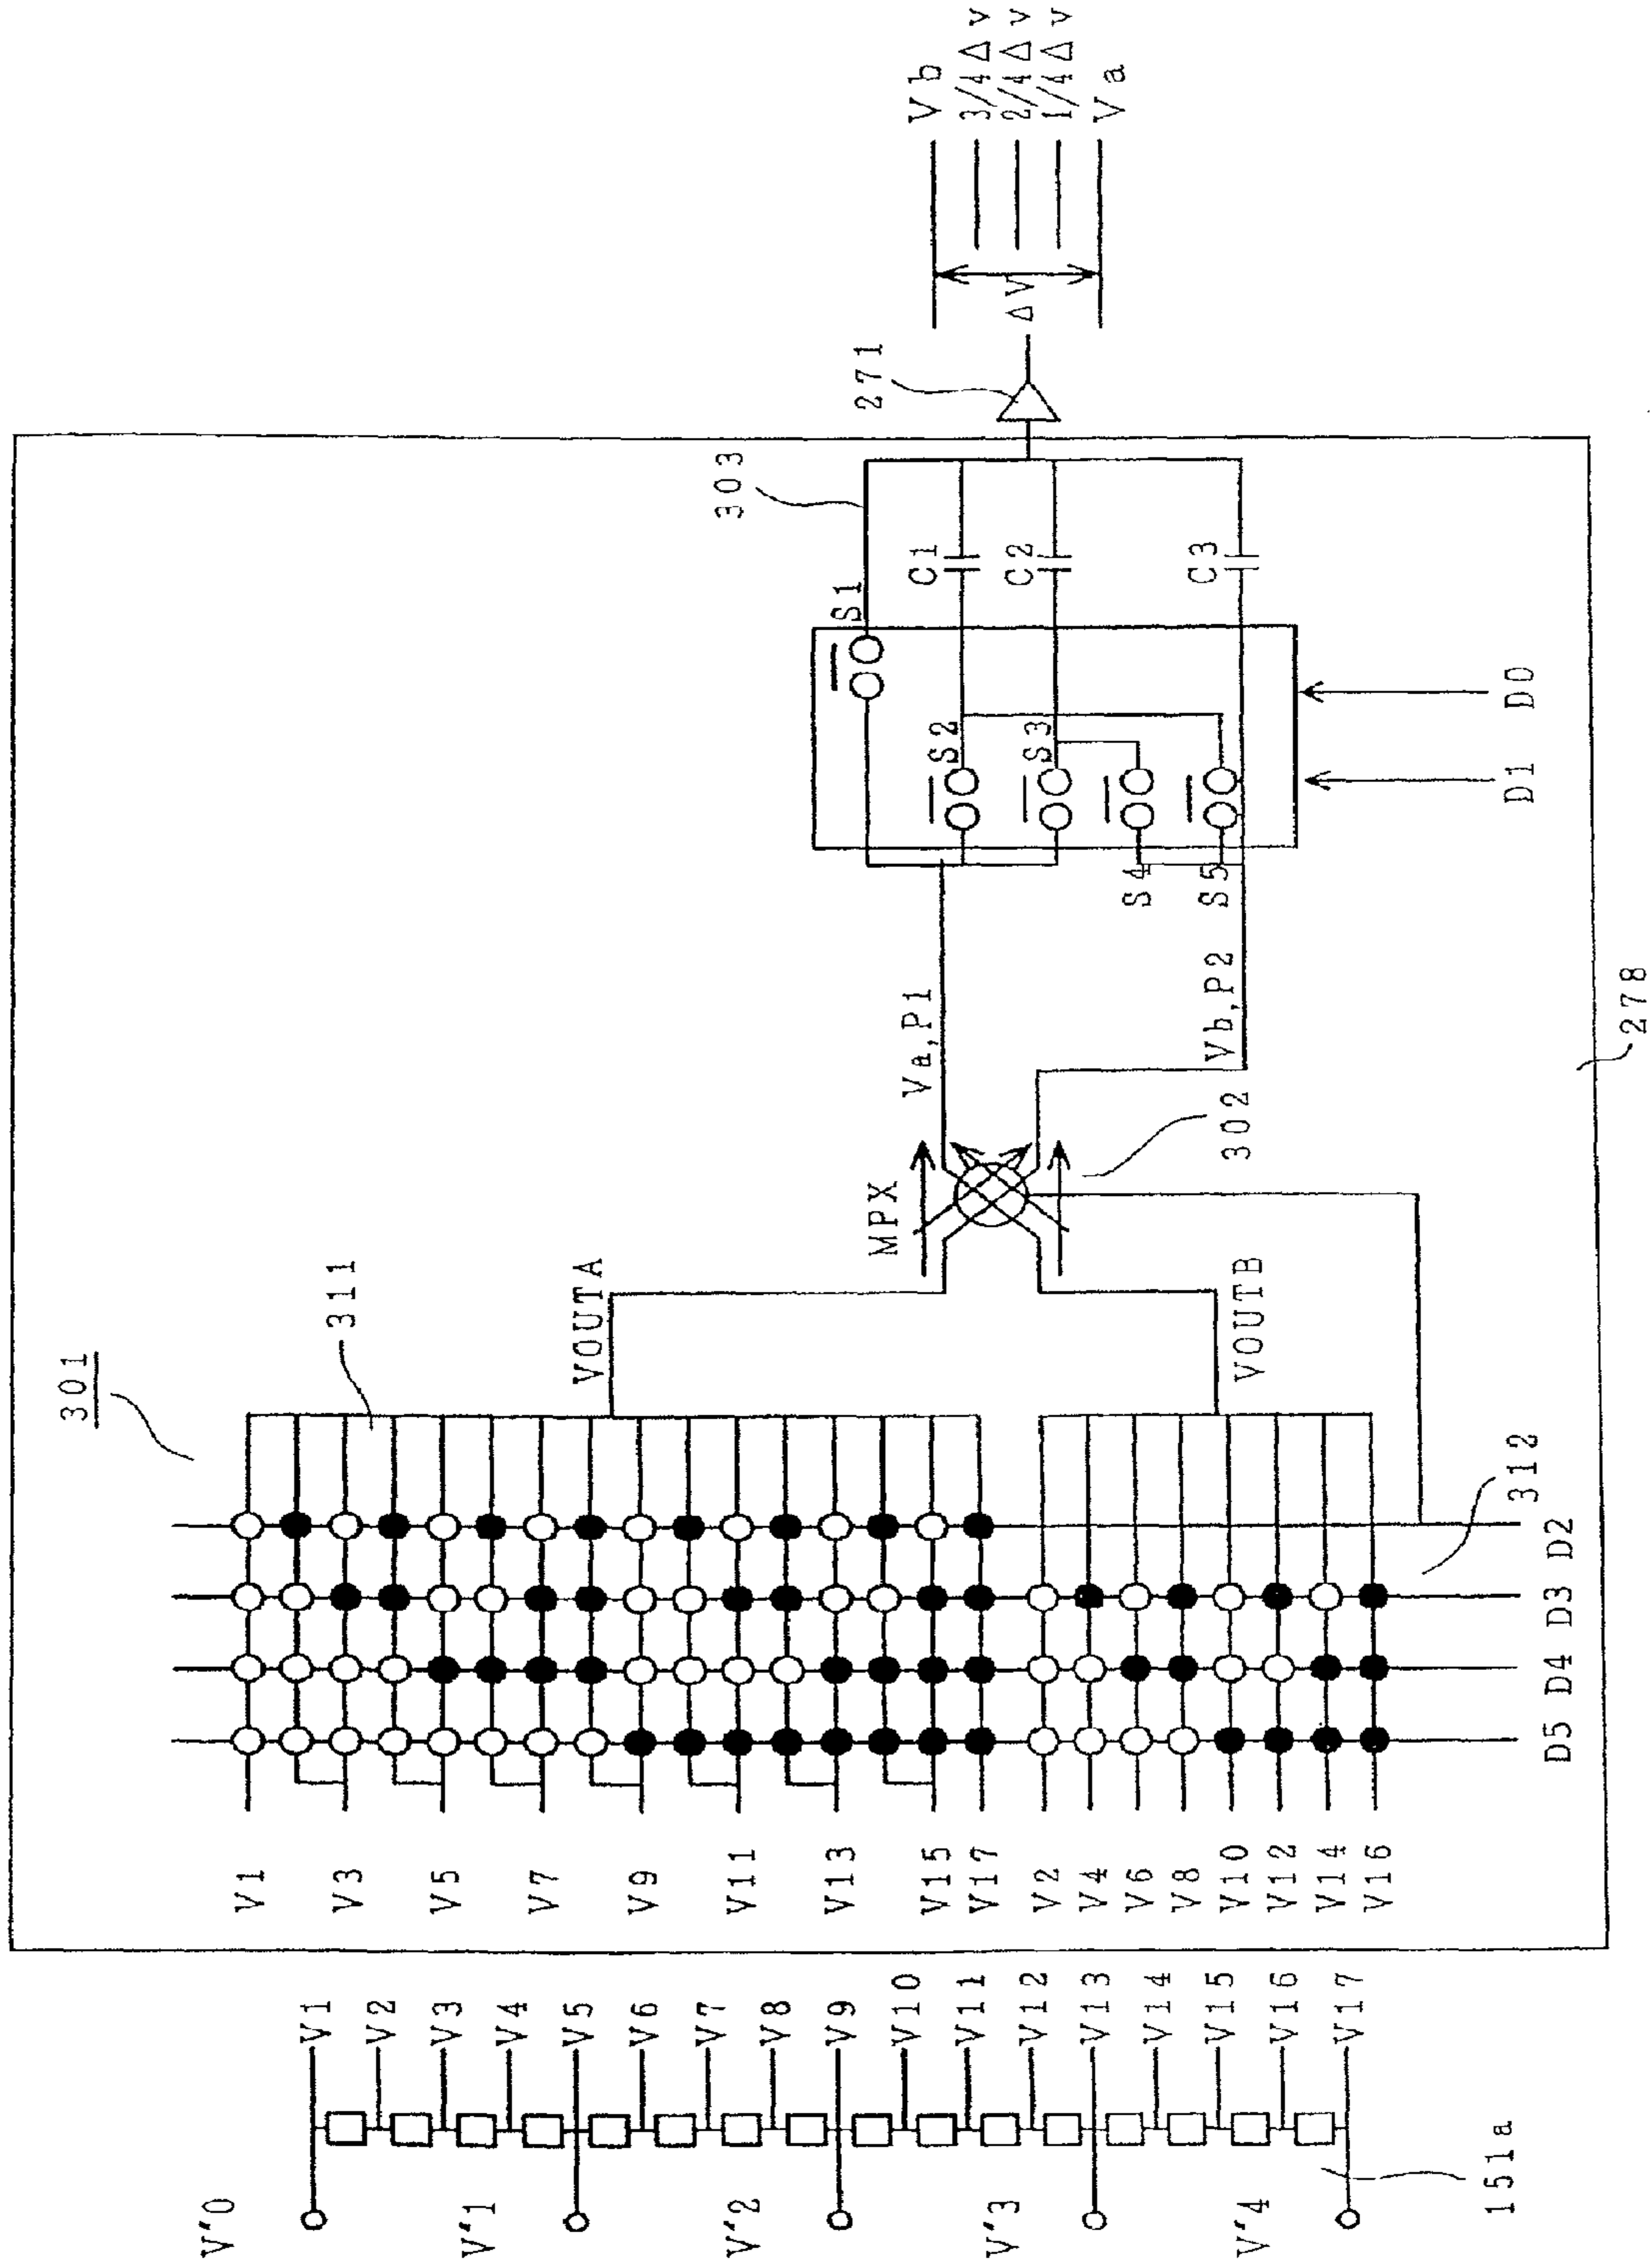 V'0
V'1
V'2
V'3
V'4
151a
V1
V2
V3
V4
V5
V6
V7
V8
V9
V10
V11
V12
V13
V14
V15
V16
V17
V1
V3
V5
V7
V9
V11
V13
V15
V17
V2
V4
V6
V8
V10
V12
V14
V16
D5 D4 D3 D2
301
311
312
VOUTA
VOUTB
MPX
302
Va,P1
Vb,P2
278
S1
S2
S3
S4
S5
D1
D0
303
C1
C2
C3
271
ΔV
Vb
3/4Δv
2/4Δv
1/4Δv
Va